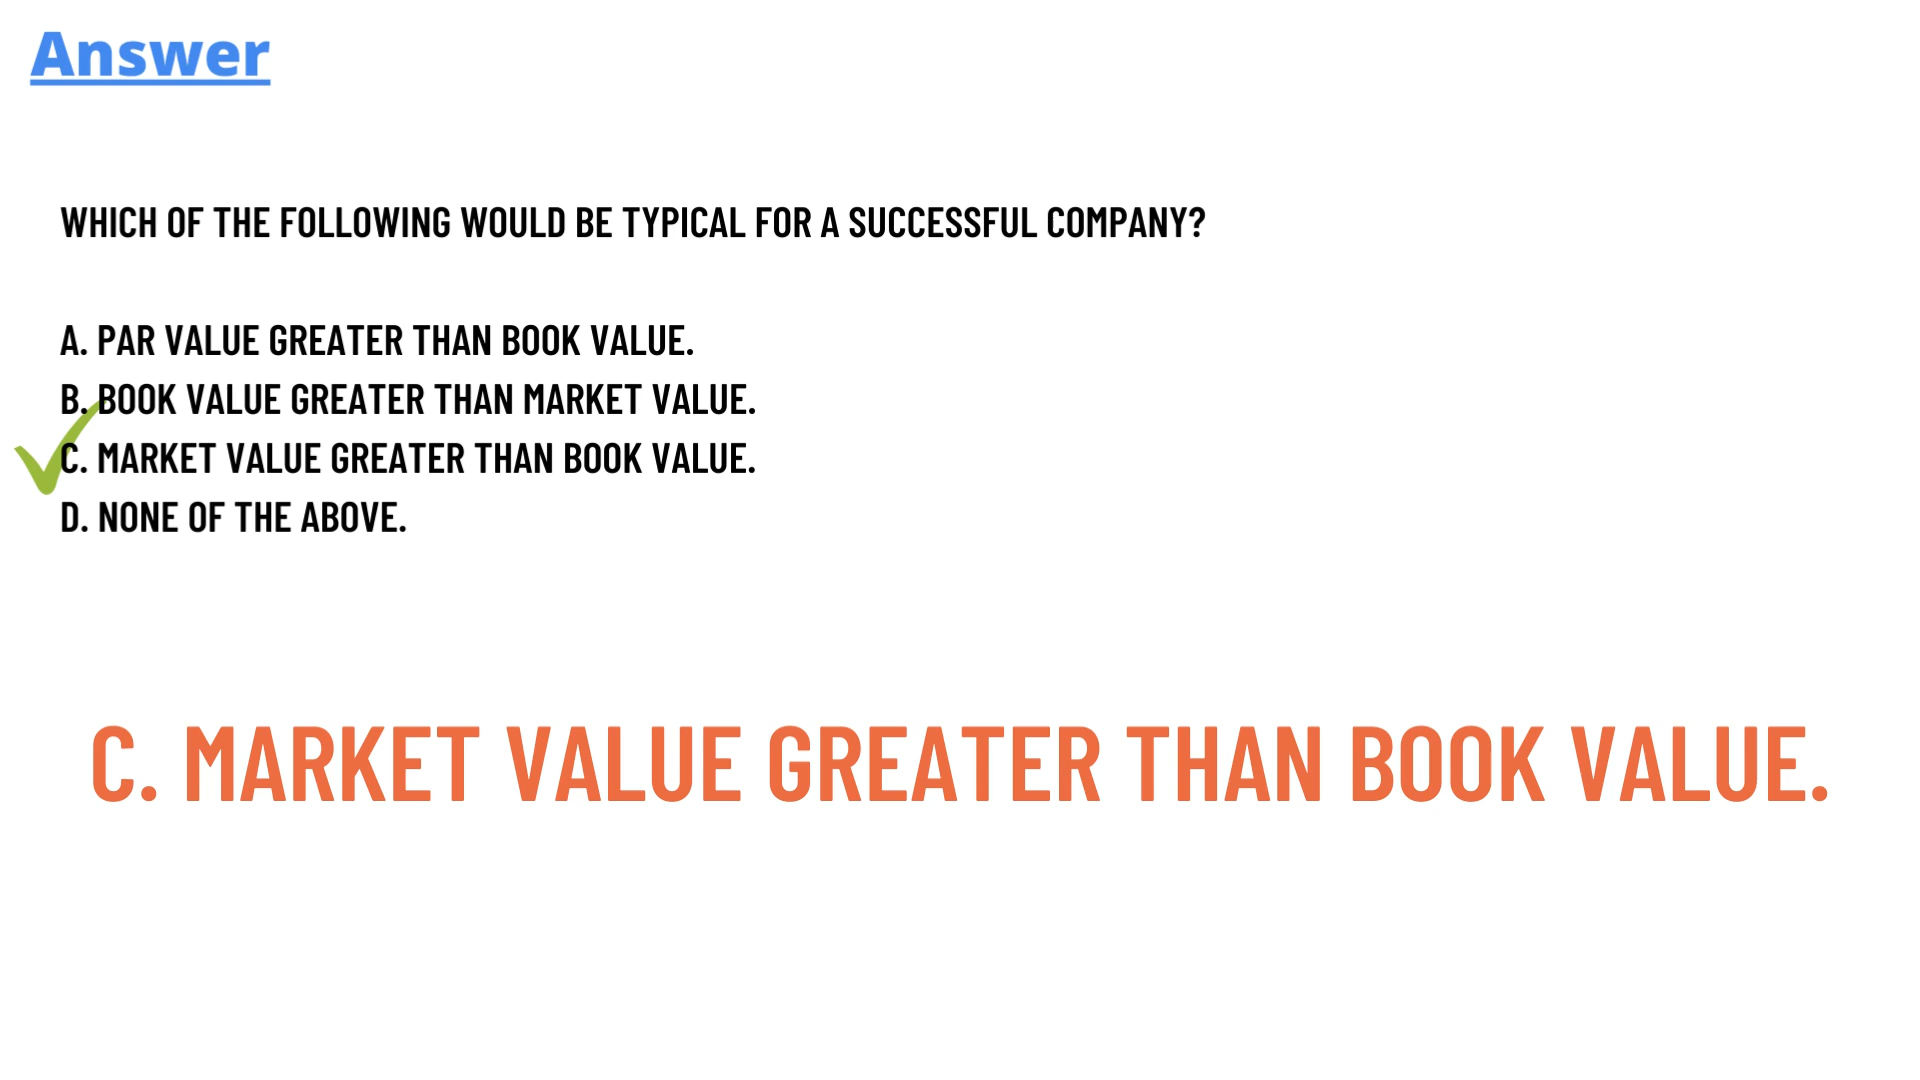 Answer
WHICH OF THE FOLLOWING WOULD BE TYPICAL FOR A SUCCESSFUL COMPANY?
A. PAR VALUE GREATER THAN BOOK VALUE.
B. BOOK VALUE GREATER THAN MARKET VALUE.
C. MARKET VALUE GREATER THAN BOOK VALUE.
D. NONE OF THE ABOVE.
C. MARKET VALUE GREATER THAN BOOK VALUE.